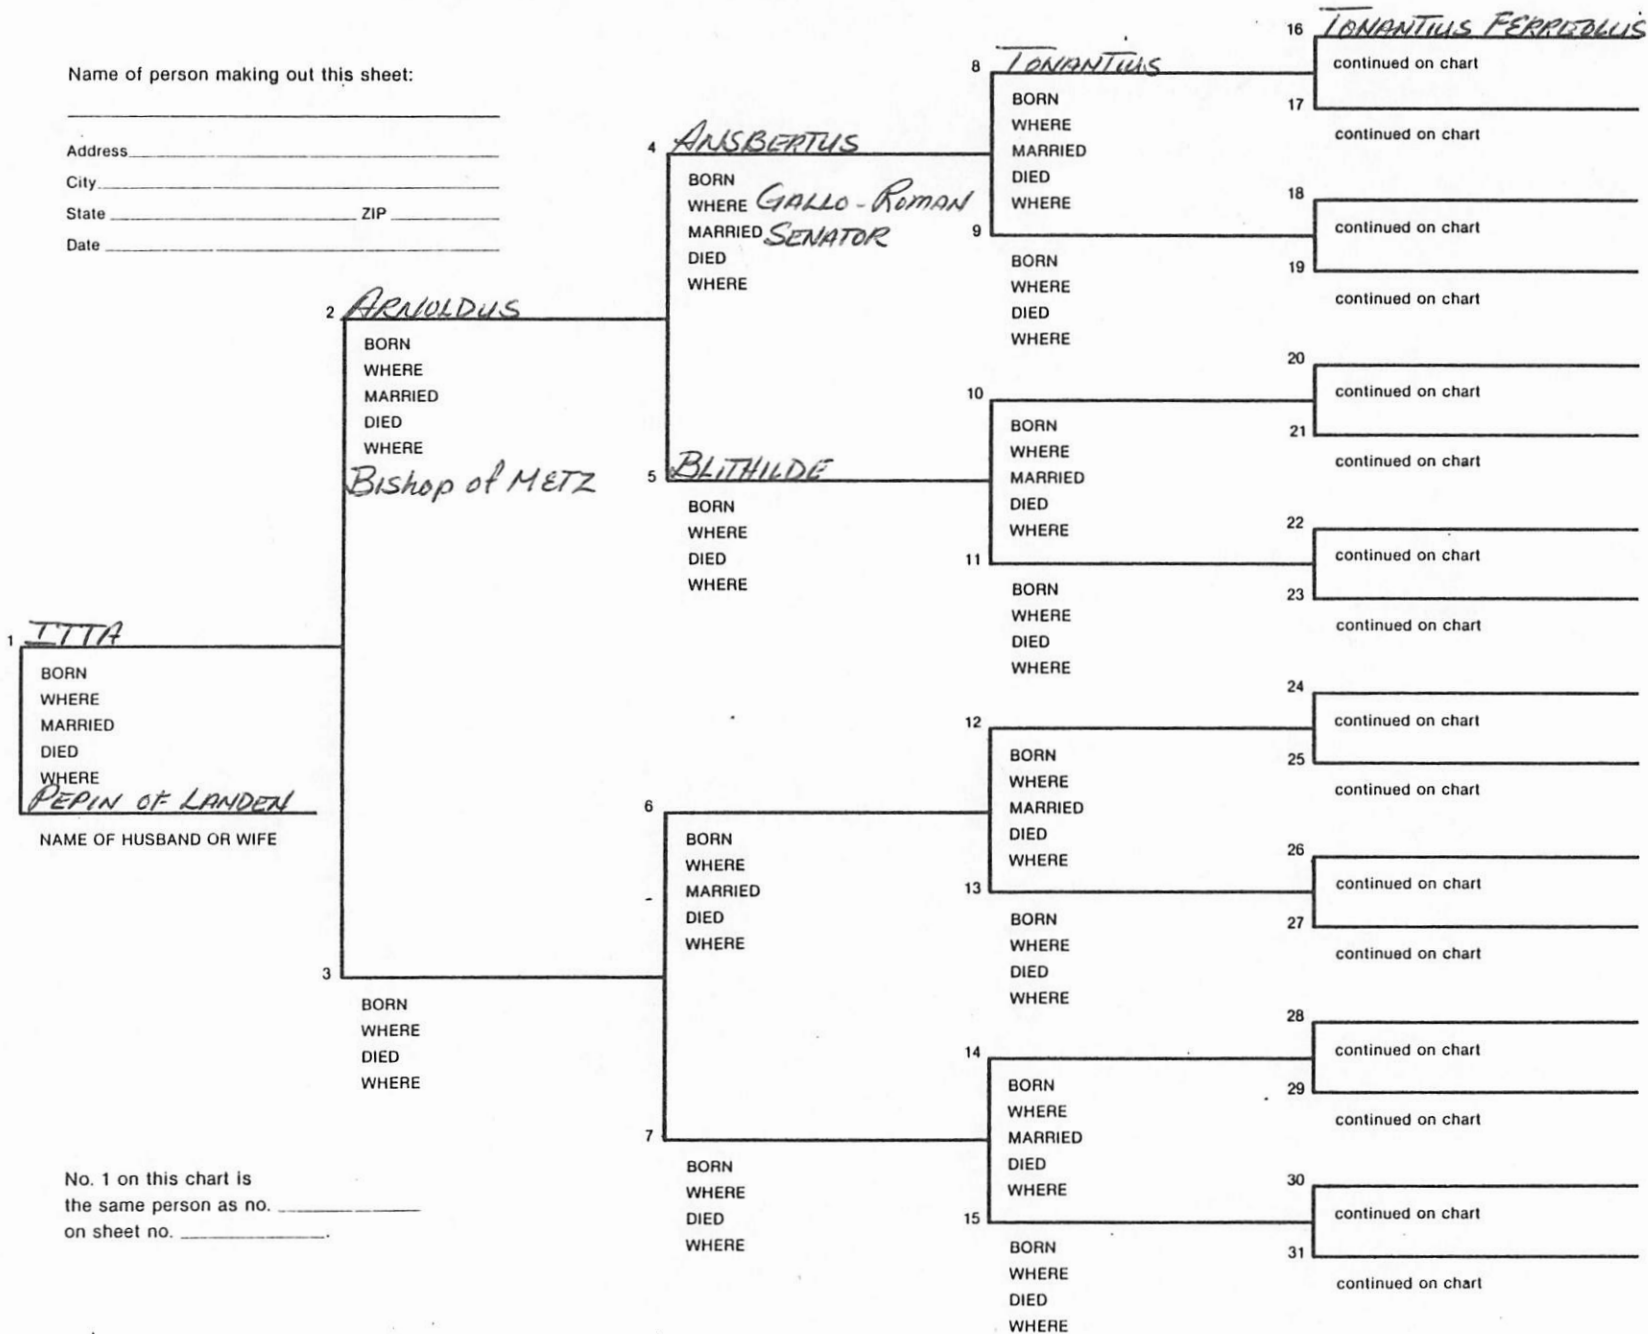 Name of person making out this sheet:
Address
City
State ZIP
Date
1 ITTA
BORN
WHERE
MARRIED
DIED
WHERE
PEPIN OF LANDEN
NAME OF HUSBAND OR WIFE
No. 1 on this chart is
the same person as no.
on sheet no. .
2 ARNOLDUS
BORN
WHERE
MARRIED
DIED
WHERE
Bishop of METZ
3
BORN
WHERE
DIED
WHERE
4 ANSBERTUS
BORN
WHERE GALLO-ROMAN
MARRIED SENATOR
DIED
WHERE
5 BLITHILDE
BORN
WHERE
DIED
WHERE
6
BORN
WHERE
MARRIED
DIED
WHERE
7
BORN
WHERE
DIED
WHERE
8 TONANTIUS
BORN
WHERE
MARRIED
DIED
WHERE
9
BORN
WHERE
DIED
WHERE
10
BORN
WHERE
MARRIED
DIED
WHERE
11
BORN
WHERE
DIED
WHERE
12
BORN
WHERE
MARRIED
DIED
WHERE
13
BORN
WHERE
DIED
WHERE
14
BORN
WHERE
MARRIED
DIED
WHERE
15
BORN
WHERE
DIED
WHERE
16 TONANTIUS
continued on chart
17
continued on chart
18
continued on chart
19
continued on chart
20
continued on chart
21
continued on chart
22
continued on chart
23
continued on chart
24
continued on chart
25
continued on chart
26
continued on chart
27
continued on chart
28
continued on chart
29
continued on chart
30
continued on chart
31
continued on chart